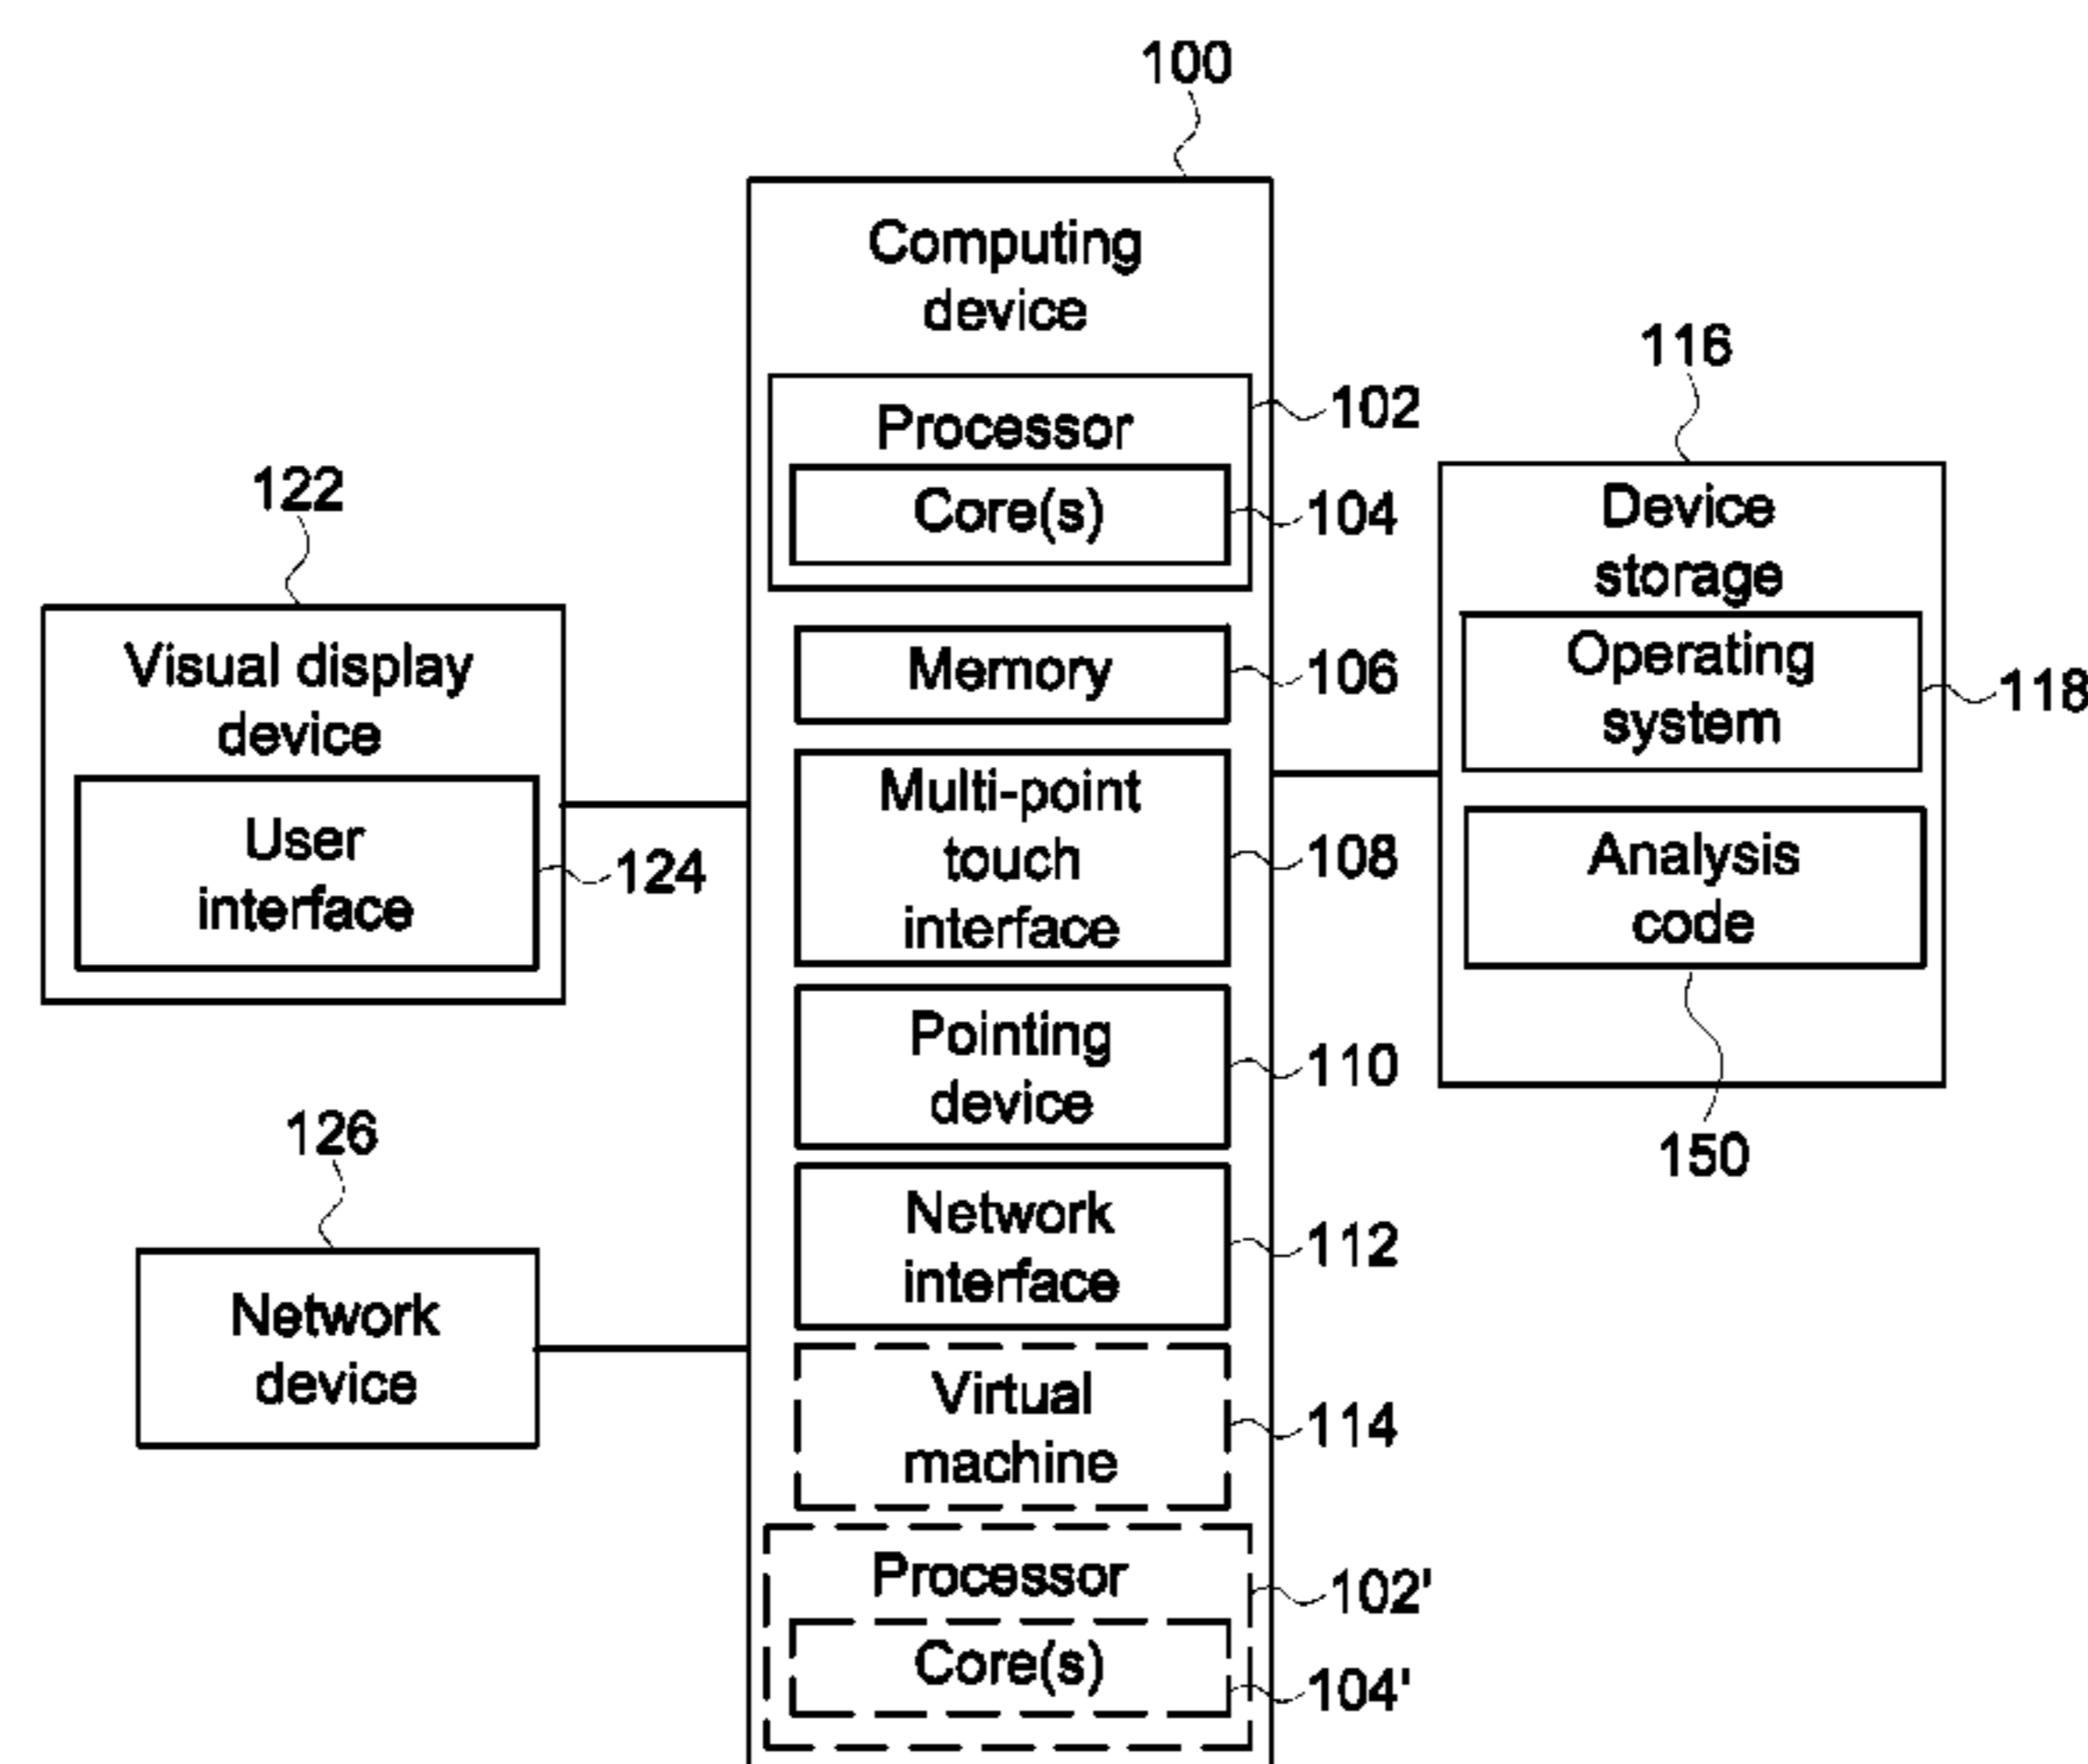 100
Computing
device
Processor
102
Core(s)
104
Memory
106
Multi-point
touch
interface
108
Pointing
device
110
Network
interface
112
Virtual
machine
114
Processor
102'
Core(s)
104'
122
Visual display
device
User
interface
124
126
Network
device
116
Device
storage
Operating
system
118
Analysis
code
150